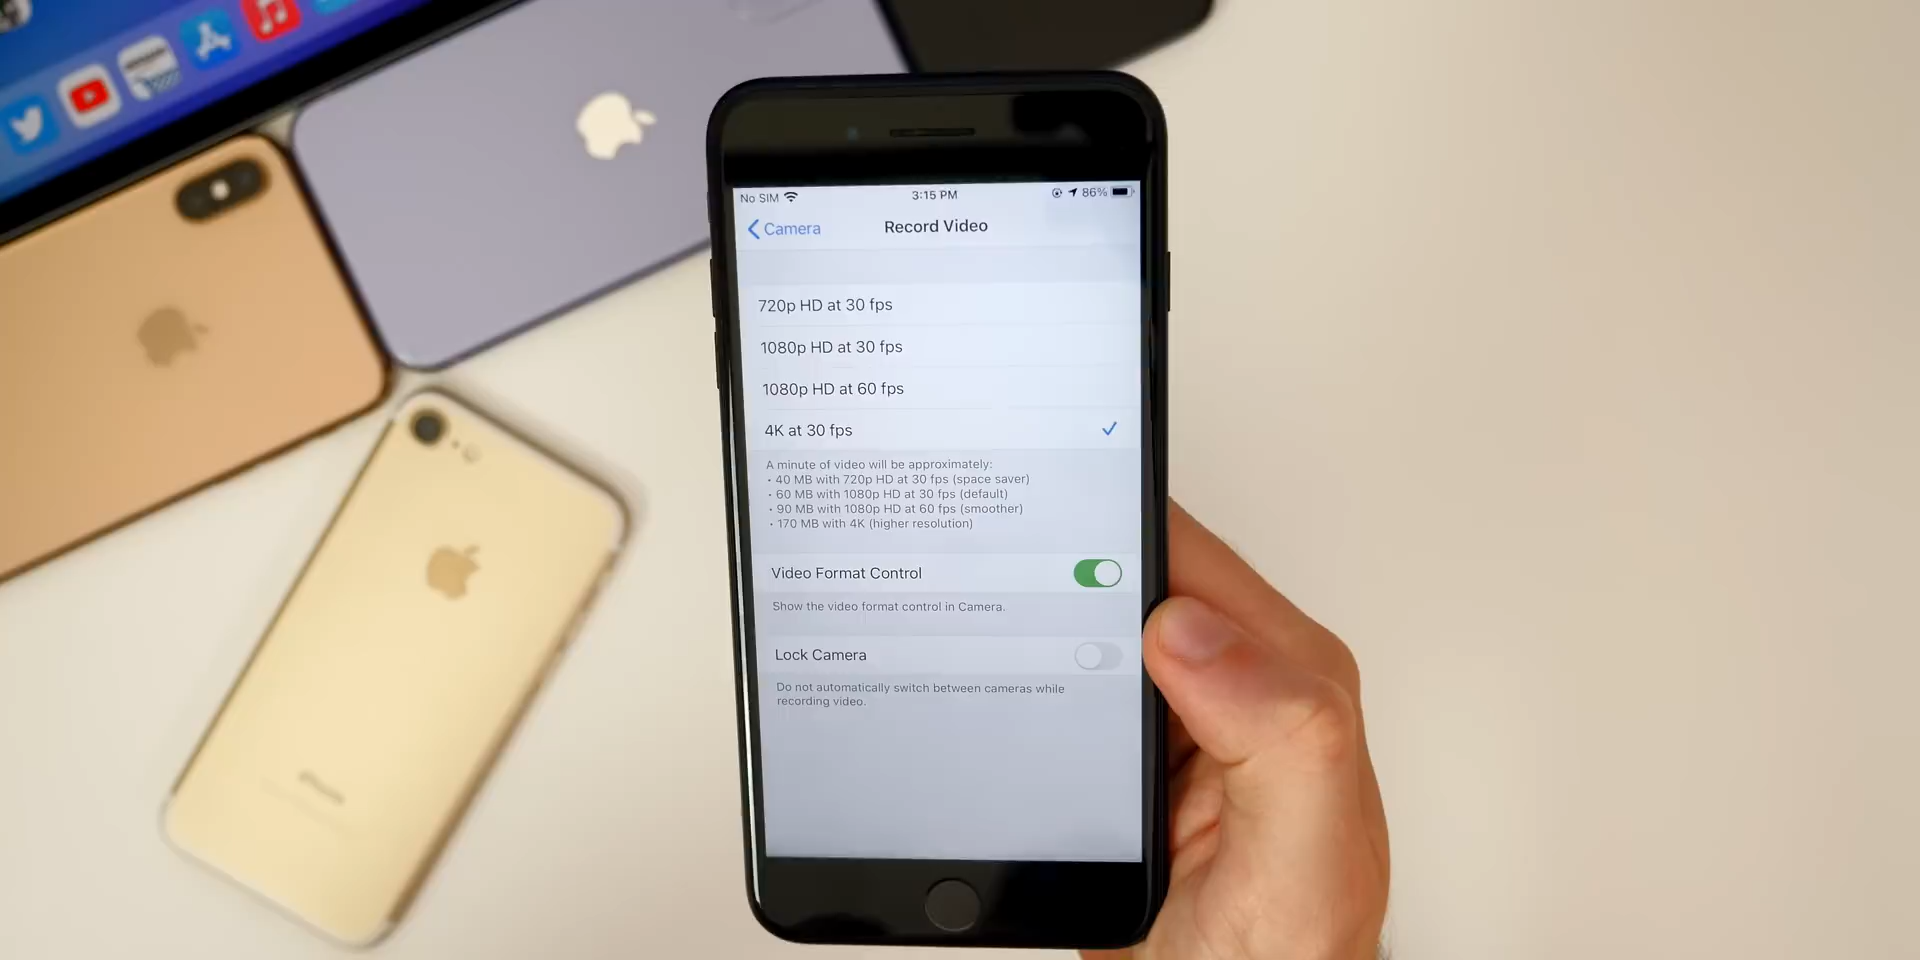 No SIM
3:15 PM
86%
Camera
Record Video
720p HD at 30 fps
1080p HD at 30 fps
1080p HD at 60 fps
4K at 30 fps
A minute of video will be approximately:
• 40 MB with 720p HD at 30 fps (space saver)
• 60 MB with 1080p HD at 30 fps (default)
• 90 MB with 1080p HD at 60 fps (smoother)
• 170 MB with 4K (higher resolution)
Video Format Control
Show the video format control in Camera.
Lock Camera
Do not automatically switch between cameras while
recording video.
iPhone